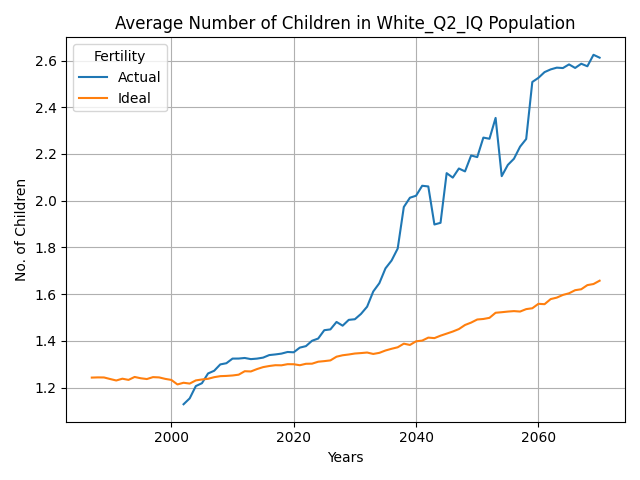 Average Number of Children in White_Q2_IQ Population
Fertility
Actual
Ideal
No. of Children
2.6
2.4
2.2
2.0
1.8
1.6
1.4
1.2
2000 2020 2040 2060
Years